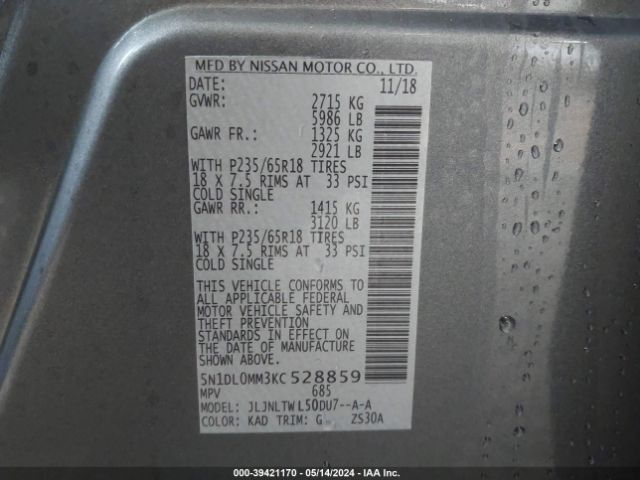 MFD BY NISSAN MOTOR CO., LTD.
DATE: 11/18
GVWR: 2715 KG
5986 LB
GAWR FR.: 1325 KG
2921 LB
WITH P235/65R18 TIRES
18 X 7.5 RIMS AT 33 PSI
COLD SINGLE
GAWR RR.: 1415 KG
3120 LB
WITH P235/65R18 TIRES
18 X 7.5 RIMS AT 33 PSI
COLD SINGLE
THIS VEHICLE CONFORMS TO
ALL APPLICABLE FEDERAL
MOTOR VEHICLE SAFETY AND
THEFT PREVENTION
STANDARDS IN EFFECT ON
THE DATE OF MANUFACTURE
SHOWN ABOVE.
5N1DL0MM3KC528859
MPV 685
MODEL: JLJNLTWL50DU7--A-A
COLOR: KAD TRIM: G ZS30A
000-39421170 - 05/14/2024 - IAA Inc.